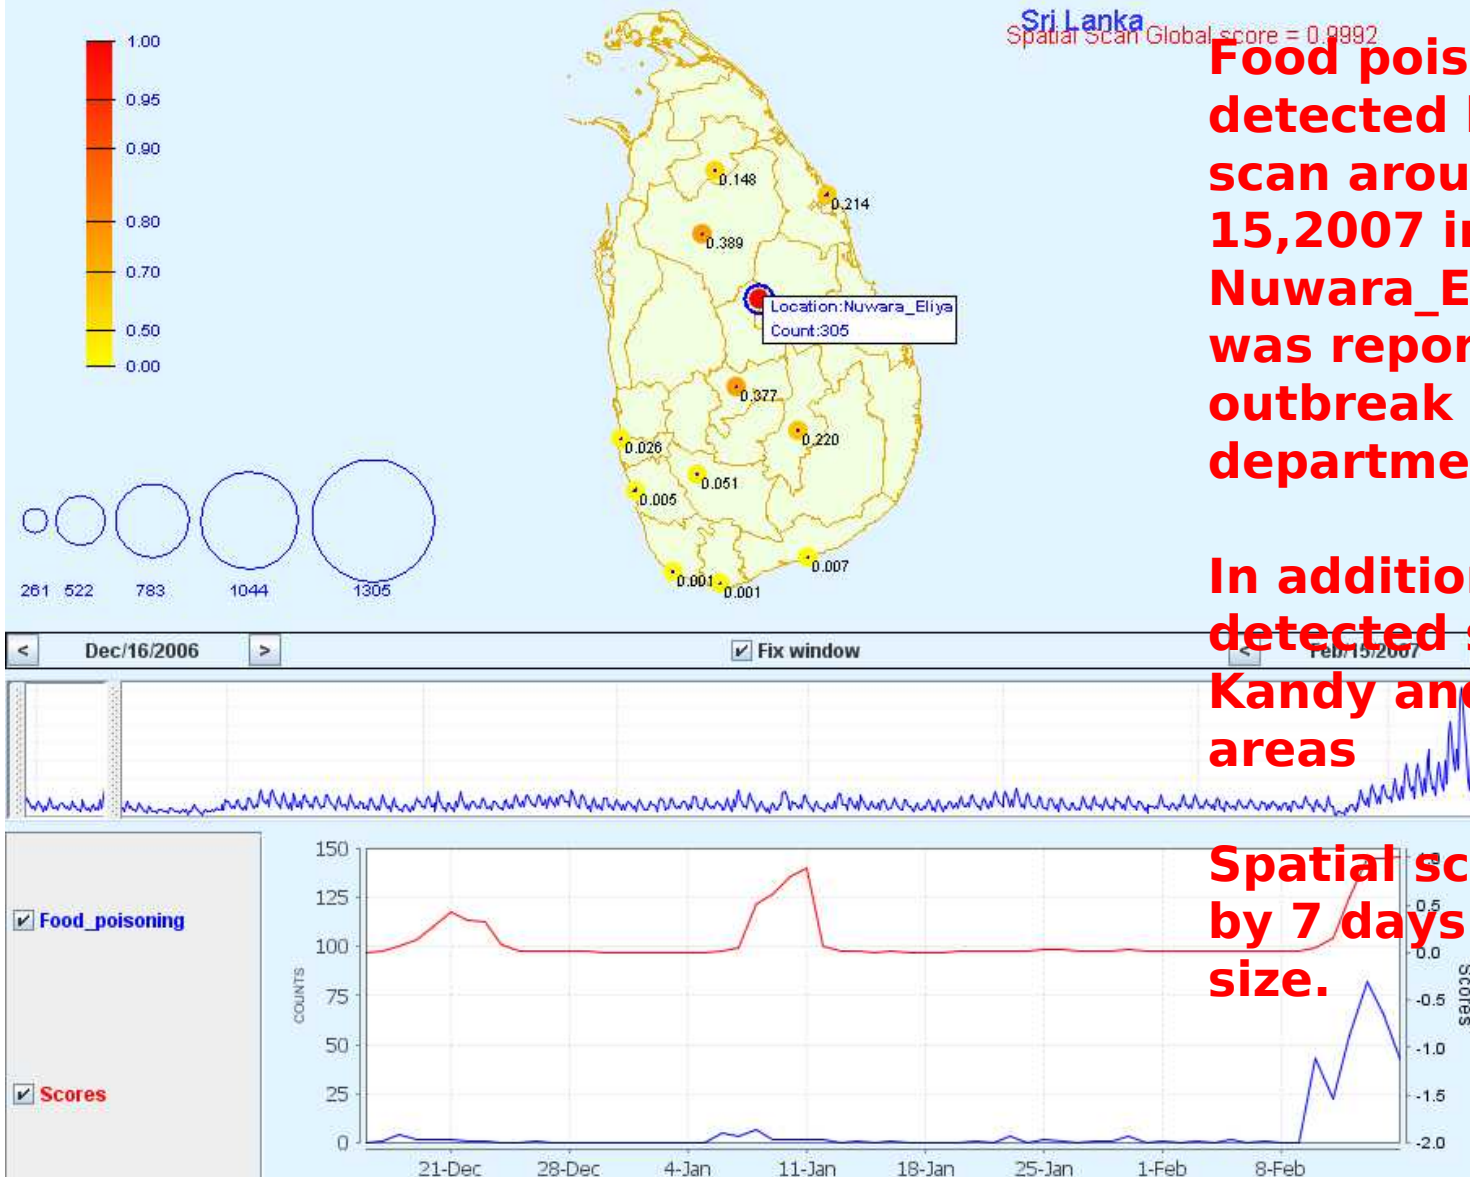 Sri Lanka
Spatial Scan Global score = 0.9992
1.00
0.95
0.90
0.80
0.70
0.50
0.00
0.148
0.214
0.389
Location:Nuwara_Eliya
Count:305
0.377
0.220
0.026
0.051
0.005
0.007
0.001
0.001
261 522 783 1044 1305
Food pois
detected
scan arou
15,2007 in
Nuwara_E
was repor
outbreak
departme
In addition
detected s
Kandy and
areas
Spatial sc
by 7 days
size.
< Dec/16/2006 >
Fix window
< Feb/15/2007
Food_poisoning
Scores
COUNTS
150
125
100
75
50
25
0
21-Dec 28-Dec 4-Jan 11-Jan 18-Jan 25-Jan 1-Feb 8-Feb
1.0
0.5
0.0
-0.5
-1.0
-1.5
-2.0
Scores